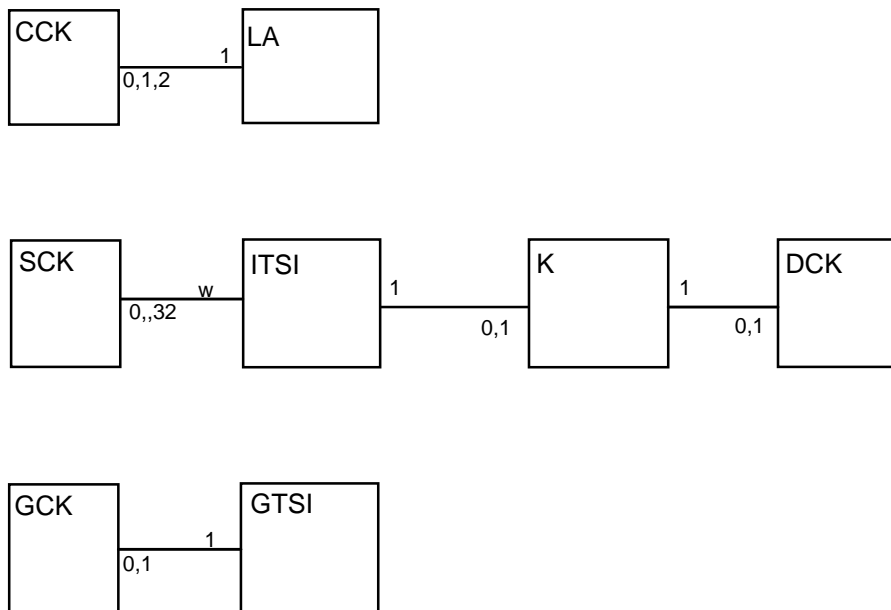 CCK
LA
1
0,1,2
SCK
ITSI
K
DCK
w
0,,32
1
0,1
1
0,1
GCK
GTSI
1
0,1